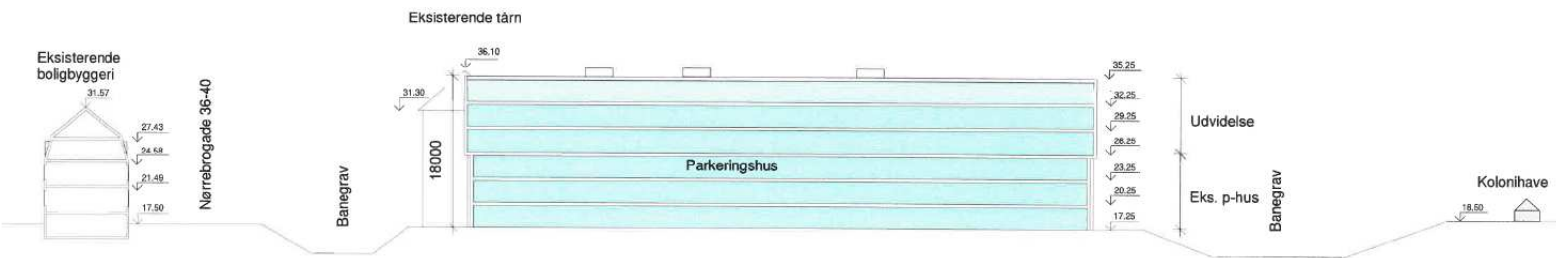 Eksisterende tårn
Eksisterende
boligbyggeri
31.57
27.43
24.58
21.49
17.50
Nørrebrogade 36-40
Banegrav
31.30
36.10
18000
Parkeringshus
35.25
32.25
29.25
26.25
23.25
20.25
17.25
Udvidelse
Eks. p-hus
Banegrav
Kolonihave
18.50